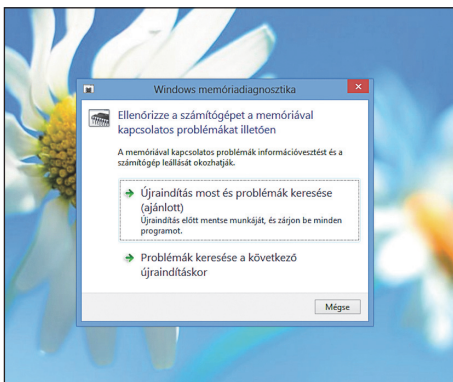 Windows memóriadiagnosztika
Ellenőrizze a számítógépet a memóriával
kapcsolatos problémákat illetően
A memóriával kapcsolatos problémák információvesztést és a
számítógép leállását okozhatják.
Újraindítás most és problémák keresése
(ajánlott)
Újraindítás előtt mentse munkáját, és zárjon be minden
programot.
Problémák keresése a következő
újraindításkor
Mégse